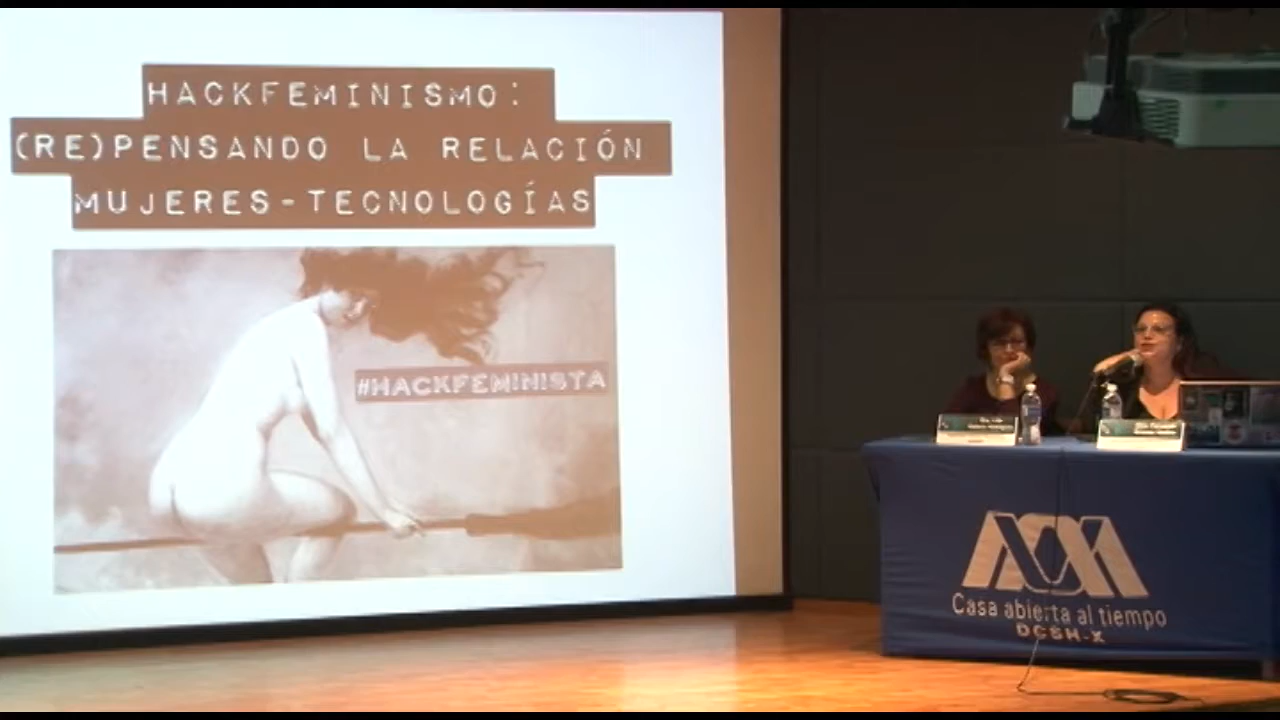 HACKFEMINISMO:
(RE)PENSANDO LA RELACIÓN
MUJERES-TECNOLOGÍAS
#HACKFEMINISTA
Casa abierta al tiempo
DCSH-X